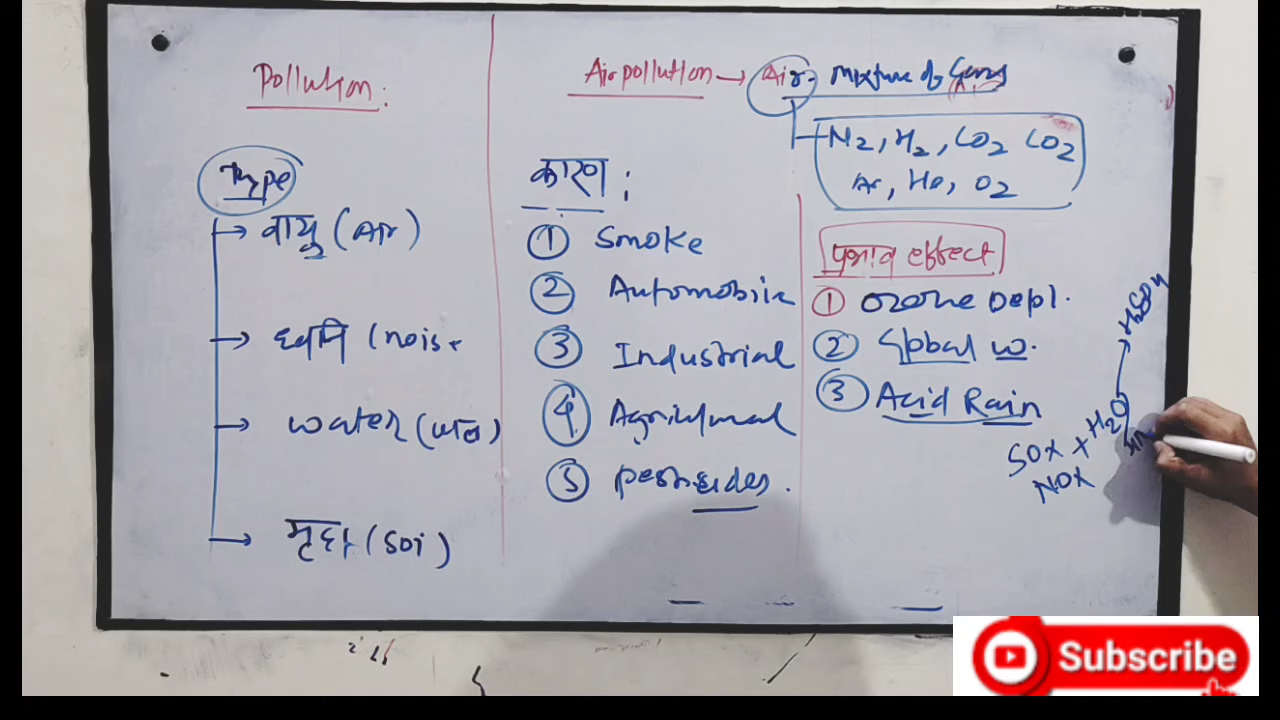 Pollution:
Type
वायु (Air)
ध्वनि (noise
water (जल)
मृदा (Soi)
Air pollution → Air - mixture of
N2, H2, CO2 CO2
Ar, He, O2
कारण :
① Smoke
② Automobile
③ Industrial
④ Agricultural
⑤ pesticides.
प्रभाव effect
① Ozone Depl.
② Global w.
③ Acid Rain
SOx + H2O → H2SO4
NOx
Subscribe